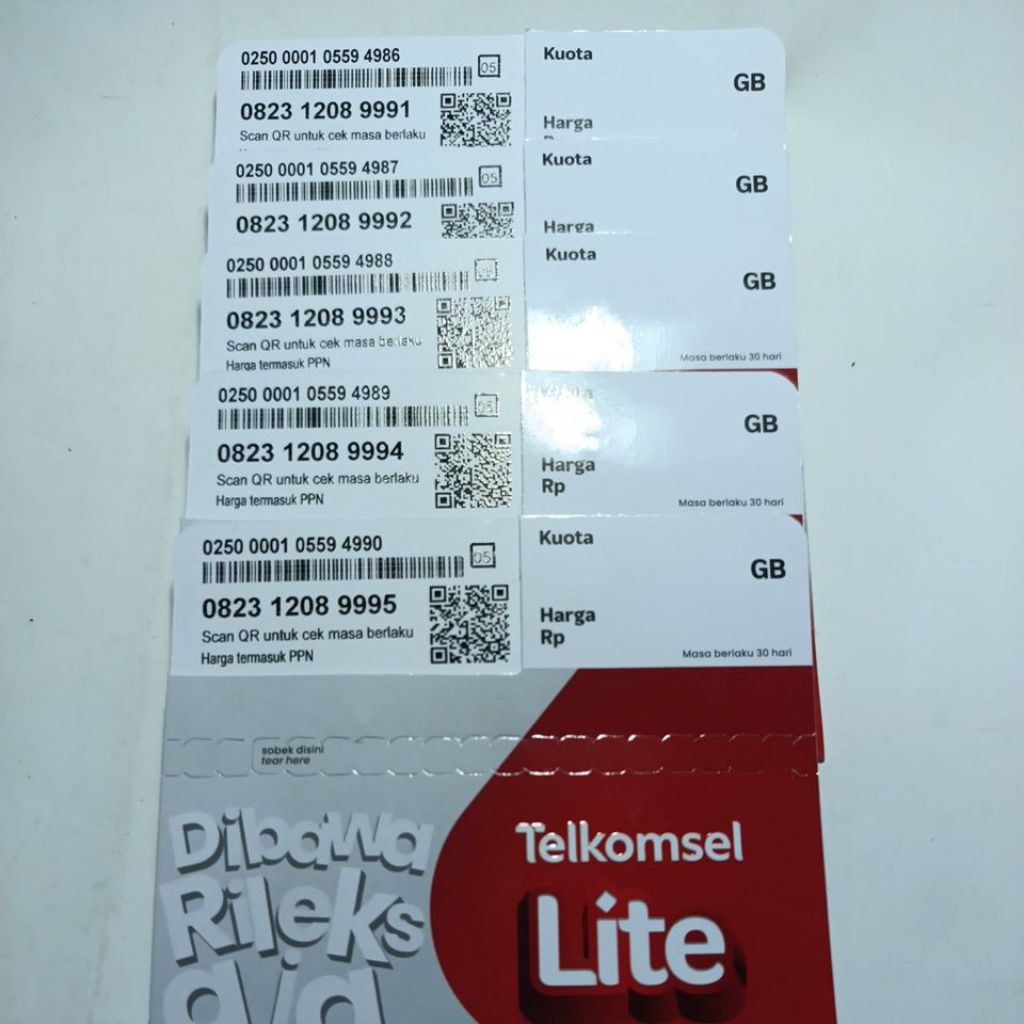 0250 0001 0559 4986
05
0823 1208 9991
Scan QR untuk cek masa berlaku
Kuota
GB
Harga
0250 0001 0559 4987
05
0823 1208 9992
Kuota
GB
Harga
0250 0001 0559 4988
0823 1208 9993
Scan QR untuk cek masa berlaku
Harga termasuk PPN
Kuota
GB
Masa berlaku 30 hari
0250 0001 0559 4989
05
0823 1208 9994
Scan QR untuk cek masa berlaku
Harga termasuk PPN
Kuota
GB
Harga
Rp
Masa berlaku 30 hari
0250 0001 0559 4990
05
0823 1208 9995
Scan QR untuk cek masa berlaku
Harga termasuk PPN
Kuota
GB
Harga
Rp
Masa berlaku 30 hari
sobek disini
tear here
Dibawa
Rileks
aja
Telkomsel
Lite